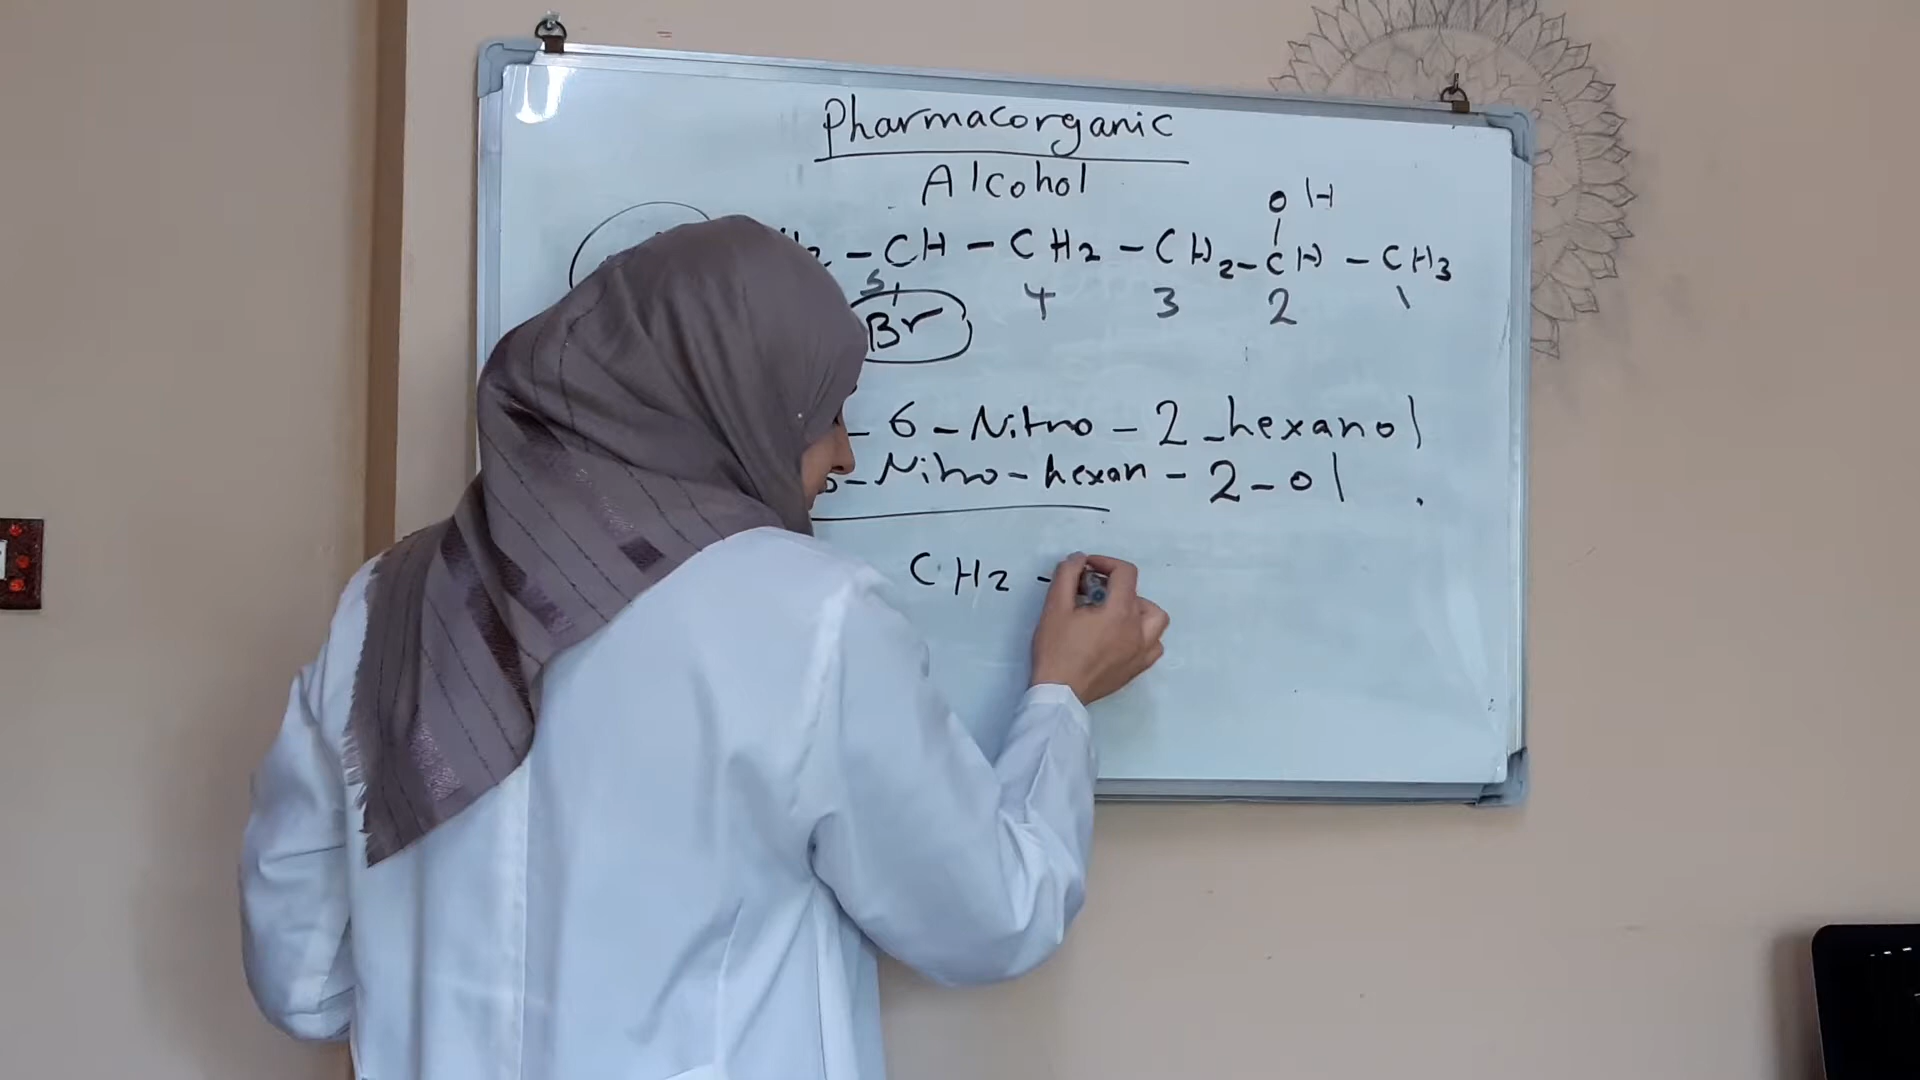 Pharmacorganic
Alcohol
OH
2 - CH - CH2 - CH2 - CH - CH3
5 4 3 2 1
Br
- 6 - Nitro - 2 - hexanol
- Nitro - hexan - 2 - ol .
CH2 -